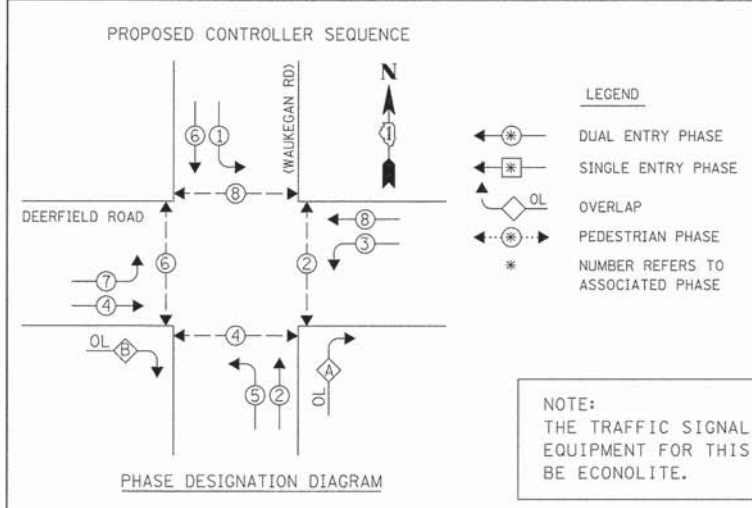 PROPOSED CONTROLLER SEQUENCE
(WAUKEGAN RD)
N
1
LEGEND
6
1
8
DEERFIELD ROAD
8
3
6
2
7
4
4
OL B
5
2
OL A
PHASE DESIGNATION DIAGRAM
* DUAL ENTRY PHASE
* SINGLE ENTRY PHASE
OL OVERLAP
* PEDESTRIAN PHASE
* NUMBER REFERS TO
ASSOCIATED PHASE
NOTE:
THE TRAFFIC SIGNAL
EQUIPMENT FOR THIS
BE ECONOLITE.